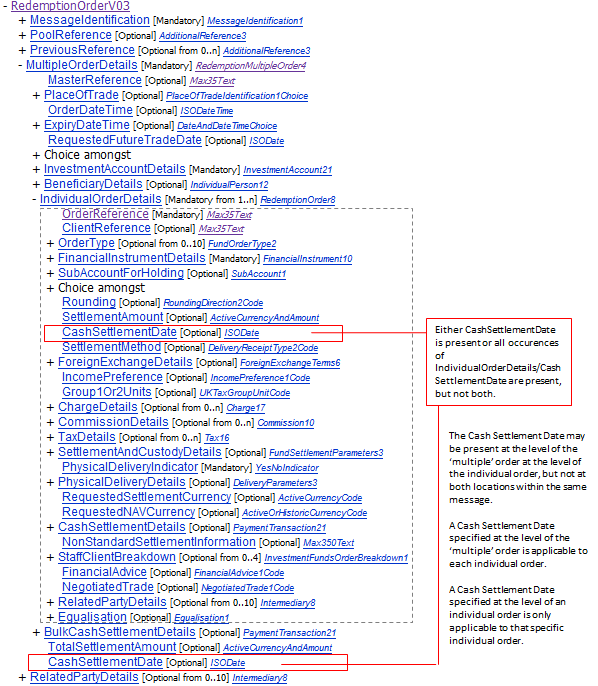 - RedemptionOrderV03
+ MessageIdentification [Mandatory] MessageIdentification1
+ PoolReference [Optional] AdditionalReference3
+ PreviousReference [Optional from 0..n] AdditionalReference3
- MultipleOrderDetails [Mandatory] RedemptionMultipleOrder4
MasterReference [Optional] Max35Text
+ PlaceOfTrade [Optional] PlaceOfTradeIdentification1Choice
OrderDateTime [Optional] ISODateTime
+ ExpiryDateTime [Optional] DateAndDateTimeChoice
RequestedFutureTradeDate [Optional] ISODate
+ Choice amongst
+ InvestmentAccountDetails [Mandatory] InvestmentAccount21
+ BeneficiaryDetails [Optional] IndividualPerson12
- IndividualOrderDetails [Mandatory from 1..n] RedemptionOrder8
OrderReference [Mandatory] Max35Text
ClientReference [Optional] Max35Text
+ OrderType [Optional from 0..10] FundOrderType2
+ FinancialInstrumentDetails [Mandatory] FinancialInstrument10
+ SubAccountForHolding [Optional] SubAccount1
+ Choice amongst
Rounding [Optional] RoundingDirection2Code
SettlementAmount [Optional] ActiveCurrencyAndAmount
CashSettlementDate [Optional] ISODate
SettlementMethod [Optional] DeliveryReceiptType2Code
+ ForeignExchangeDetails [Optional] ForeignExchangeTerms6
IncomePreference [Optional] IncomePreference1Code
Group1Or2Units [Optional] UKTaxGroupUnitCode
+ ChargeDetails [Optional from 0..n] Charge17
+ CommissionDetails [Optional from 0..n] Commission10
+ TaxDetails [Optional from 0..n] Tax16
+ SettlementAndCustodyDetails [Optional] FundSettlementParameters3
PhysicalDeliveryIndicator [Mandatory] YesNoIndicator
+ PhysicalDeliveryDetails [Optional] DeliveryParameters3
RequestedSettlementCurrency [Optional] ActiveCurrencyCode
RequestedNAVCurrency [Optional] ActiveOrHistoricCurrencyCode
+ CashSettlementDetails [Optional] PaymentTransaction21
NonStandardSettlementInformation [Optional] Max350Text
+ StaffClientBreakdown [Optional from 0..4] InvestmentFundsOrderBreakdown1
FinancialAdvice [Optional] FinancialAdvice1Code
NegotiatedTrade [Optional] NegotiatedTrade1Code
+ RelatedPartyDetails [Optional from 0..10] Intermediary8
+ Equalisation [Optional] Equalisation1
+ BulkCashSettlementDetails [Optional] PaymentTransaction21
TotalSettlementAmount [Optional] ActiveCurrencyAndAmount
CashSettlementDate [Optional] ISODate
+ RelatedPartyDetails [Optional from 0..10] Intermediary8
Either CashSettlementDate
is present or all occurences of
IndividualOrderDetails/Cash
SettlementDate are present,
but not both.
The Cash Settlement Date may
be present at the level of the
‘multiple’ order at the level of
the individual order, but not at
both locations within the same
message.
A Cash Settlement Date
specified at the level of the
‘multiple’ order is applicable to
each individual order.
A Cash Settlement Date
specified at the level of an
individual order is only
applicable to that specific
individual order.